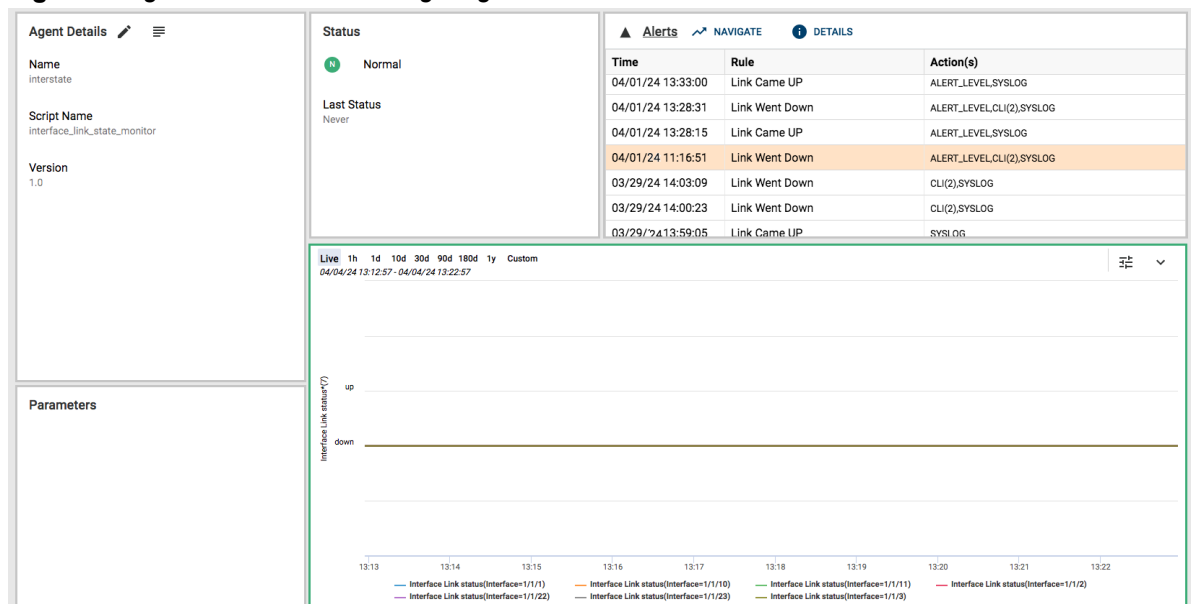 Agent Details
Name
interstate
Script Name
interface_link_state_monitor
Version
1.0
Parameters
Status
N Normal
Last Status
Never
Alerts NAVIGATE DETAILS
Time Rule Action(s)
04/01/24 13:33:00 Link Came UP ALERT_LEVEL,SYSLOG
04/01/24 13:28:31 Link Went Down ALERT_LEVEL,CLI(2),SYSLOG
04/01/24 13:28:15 Link Came UP ALERT_LEVEL,SYSLOG
04/01/24 11:16:51 Link Went Down ALERT_LEVEL,CLI(2),SYSLOG
03/29/24 14:03:09 Link Went Down CLI(2),SYSLOG
03/29/24 14:00:23 Link Went Down CLI(2),SYSLOG
03/29/24 13:59:05 Link Came UP SYSLOG
Live 1h 1d 10d 30d 90d 180d 1y Custom
04/04/24 13:12:57 - 04/04/24 13:22:57
Interface Link status*(7)
up
down
13:13 13:14 13:15 13:16 13:17 13:18 13:19 13:20 13:21 13:22
Interface Link status(Interface=1/1/1) Interface Link status(Interface=1/1/10) Interface Link status(Interface=1/1/11) Interface Link status(Interface=1/1/2)
Interface Link status(Interface=1/1/22) Interface Link status(Interface=1/1/23) Interface Link status(Interface=1/1/3)